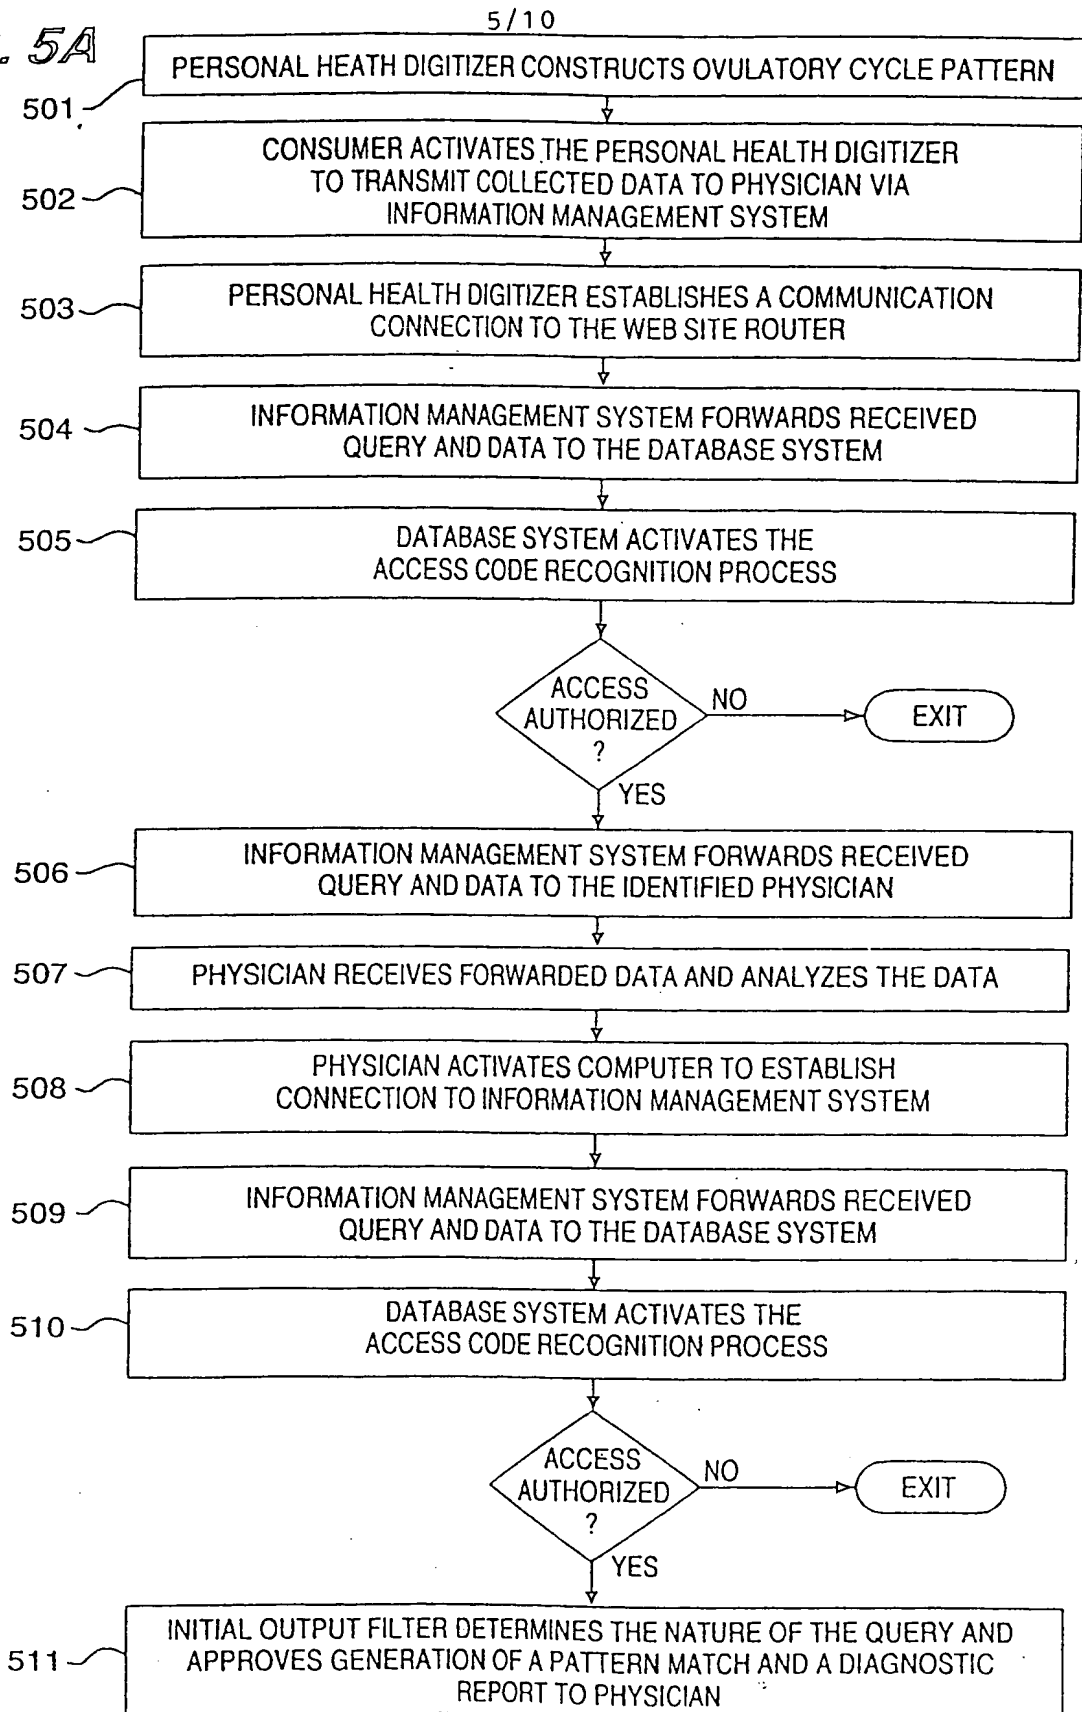 5/10
. 5A
PERSONAL HEATH DIGITIZER CONSTRUCTS OVULATORY CYCLE PATTERN
501
CONSUMER ACTIVATES THE PERSONAL HEALTH DIGITIZER
TO TRANSMIT COLLECTED DATA TO PHYSICIAN VIA
INFORMATION MANAGEMENT SYSTEM
502
PERSONAL HEALTH DIGITIZER ESTABLISHES A COMMUNICATION
CONNECTION TO THE WEB SITE ROUTER
503
INFORMATION MANAGEMENT SYSTEM FORWARDS RECEIVED
QUERY AND DATA TO THE DATABASE SYSTEM
504
DATABASE SYSTEM ACTIVATES THE
ACCESS CODE RECOGNITION PROCESS
505
ACCESS
AUTHORIZED
?
NO
EXIT
YES
INFORMATION MANAGEMENT SYSTEM FORWARDS RECEIVED
QUERY AND DATA TO THE IDENTIFIED PHYSICIAN
506
PHYSICIAN RECEIVES FORWARDED DATA AND ANALYZES THE DATA
507
PHYSICIAN ACTIVATES COMPUTER TO ESTABLISH
CONNECTION TO INFORMATION MANAGEMENT SYSTEM
508
INFORMATION MANAGEMENT SYSTEM FORWARDS RECEIVED
QUERY AND DATA TO THE DATABASE SYSTEM
509
DATABASE SYSTEM ACTIVATES THE
ACCESS CODE RECOGNITION PROCESS
510
ACCESS
AUTHORIZED
?
NO
EXIT
YES
INITIAL OUTPUT FILTER DETERMINES THE NATURE OF THE QUERY AND
APPROVES GENERATION OF A PATTERN MATCH AND A DIAGNOSTIC
REPORT TO PHYSICIAN
511